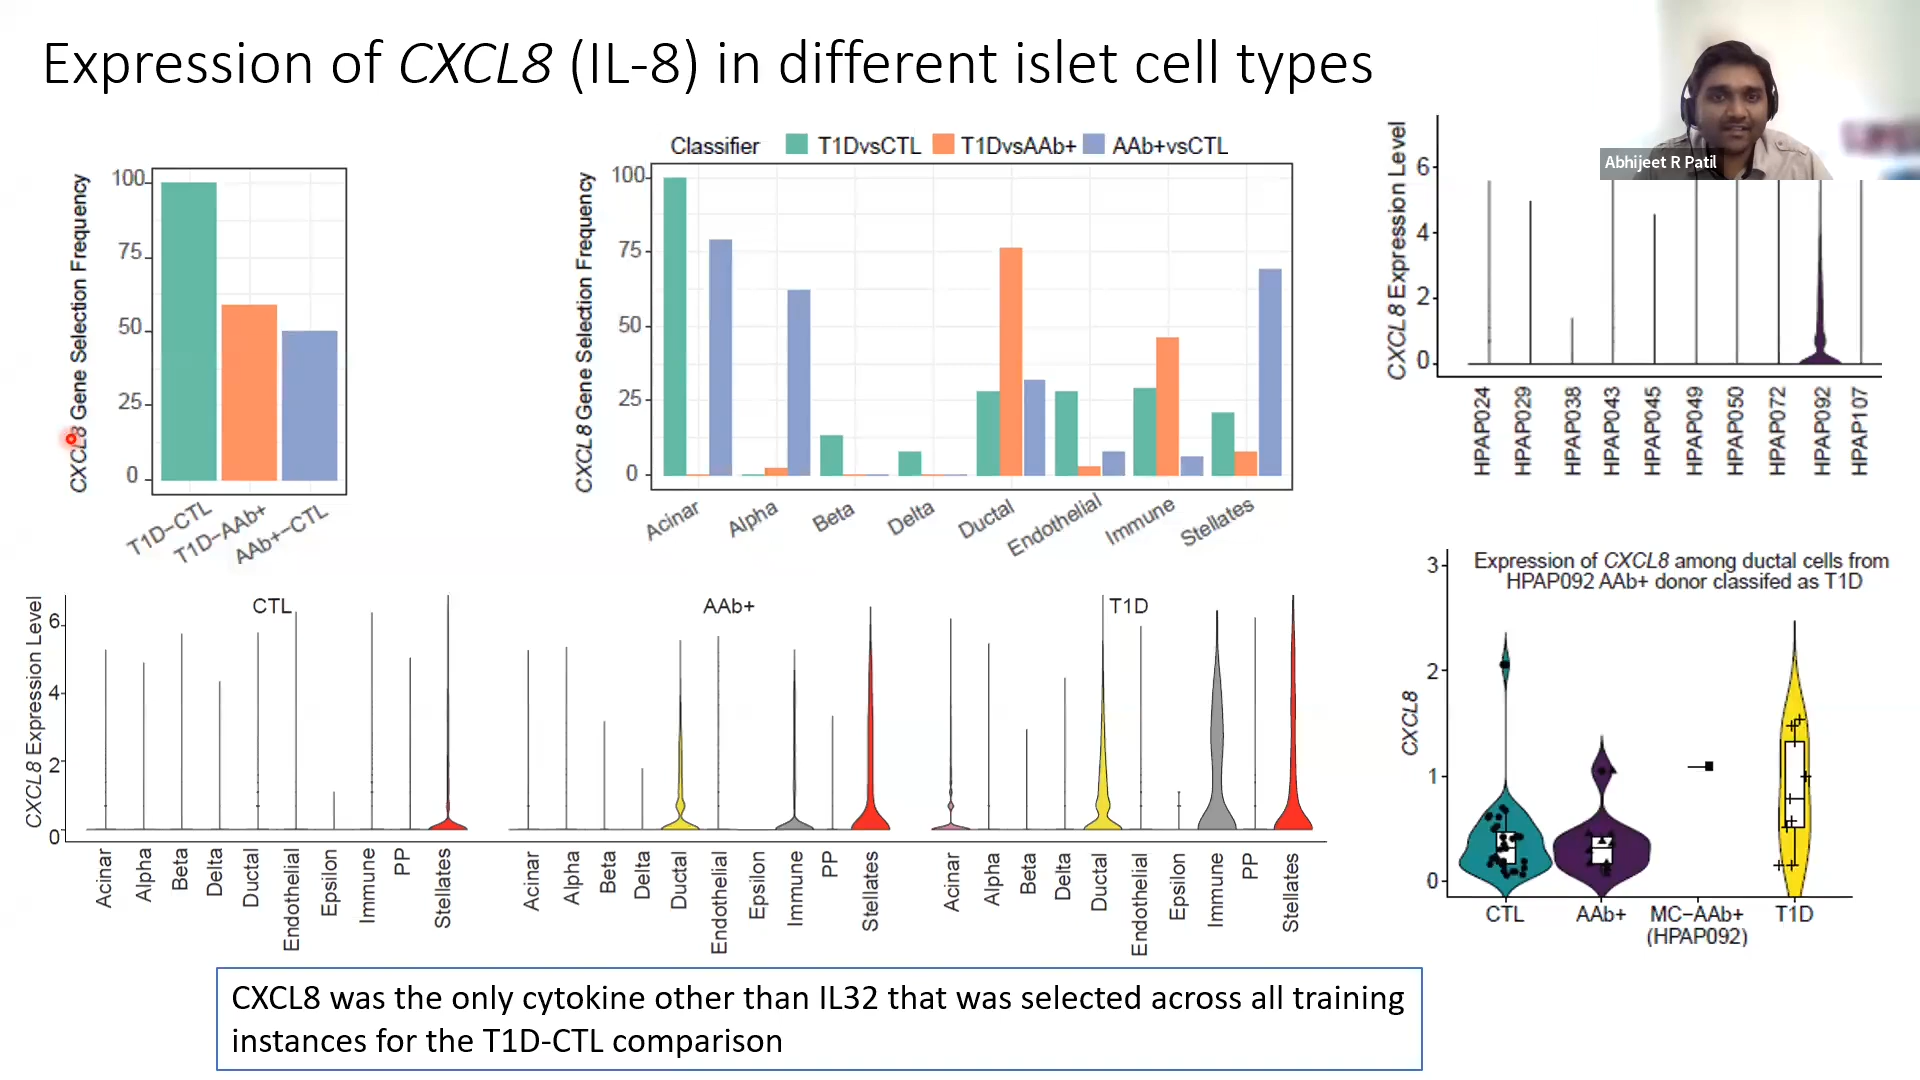 Expression of CXCL8 (IL-8) in different islet cell types
Abhijeet R Patil
CXCL8 Gene Selection Frequency
100
75
50
25
0
T1D−CTL
T1D−AAb+
AAb+−CTL
Classifier T1DvsCTL T1DvsAAb+ AAb+vsCTL
CXCL8 Gene Selection Frequency
100
75
50
25
0
Acinar
Alpha
Beta
Delta
Ductal
Endothelial
Immune
Stellates
CXCL8 Expression Level
6
4
2
0
HPAP024
HPAP029
HPAP038
HPAP043
HPAP045
HPAP049
HPAP050
HPAP072
HPAP092
HPAP107
CXCL8 Expression Level
6
4
2
0
CTL
Acinar
Alpha
Beta
Delta
Ductal
Endothelial
Epsilon
Immune
PP
Stellates
AAb+
Acinar
Alpha
Beta
Delta
Ductal
Endothelial
Epsilon
Immune
PP
Stellates
T1D
Acinar
Alpha
Beta
Delta
Ductal
Endothelial
Epsilon
Immune
PP
Stellates
Expression of CXCL8 among ductal cells from
HPAP092 AAb+ donor classifed as T1D
CXCL8
3
2
1
0
CTL
AAb+
MC−AAb+
(HPAP092)
T1D
CXCL8 was the only cytokine other than IL32 that was selected across all training
instances for the T1D-CTL comparison